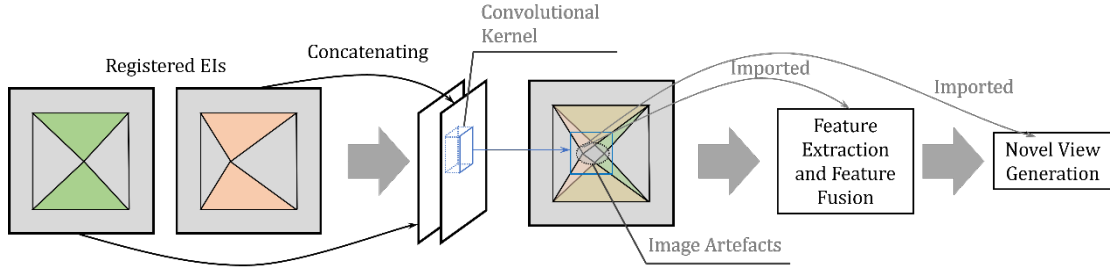 Convolutional
Kernel
Concatenating
Registered EIs
Imported
Imported
Feature
Extraction
and Feature
Fusion
Novel View
Generation
Image Artefacts